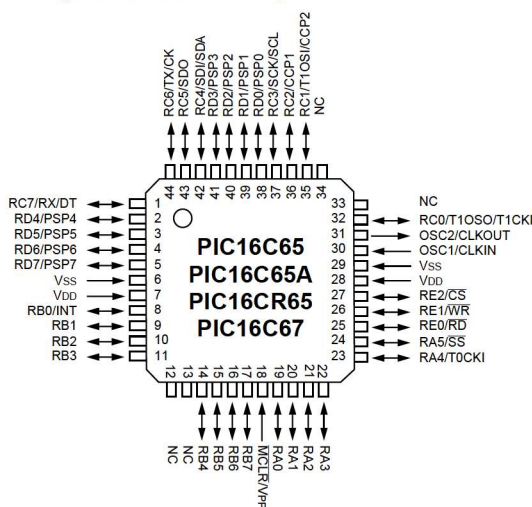 RC6/TX/CK
RC5/SDO
RC4/SDI/SDA
RD3/PSP3
RD2/PSP2
RD1/PSP1
RD0/PSP0
RC3/SCK/SCL
RC2/CCP1
RC1/T1OSI/CCP2
NC
44
43
42
41
40
39
38
37
36
35
34
RC7/RX/DT 1
RD4/PSP4 2
RD5/PSP5 3
RD6/PSP6 4
RD7/PSP7 5
VSS 6
VDD 7
RB0/INT 8
RB1 9
RB2 10
RB3 11
PIC16C65
PIC16C65A
PIC16CR65
PIC16C67
33 NC
32 RC0/T1OSO/T1CKI
31 OSC2/CLKOUT
30 OSC1/CLKIN
29 VSS
28 VDD
27 RE2/CS
26 RE1/WR
25 RE0/RD
24 RA5/SS
23 RA4/T0CKI
12
13
14
15
16
17
18
19
20
21
22
NC
NC
RB4
RB5
RB6
RB7
MCLR/VPP
RA0
RA1
RA2
RA3